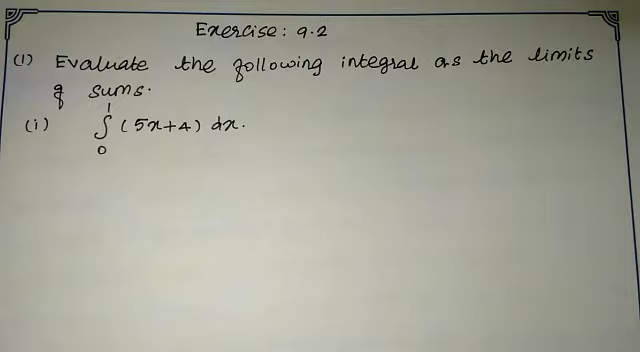 Exercise: 9.2
(1) Evaluate the following integral as the limits
of sums.
(i) ∫₀¹ (5x+4) dx.